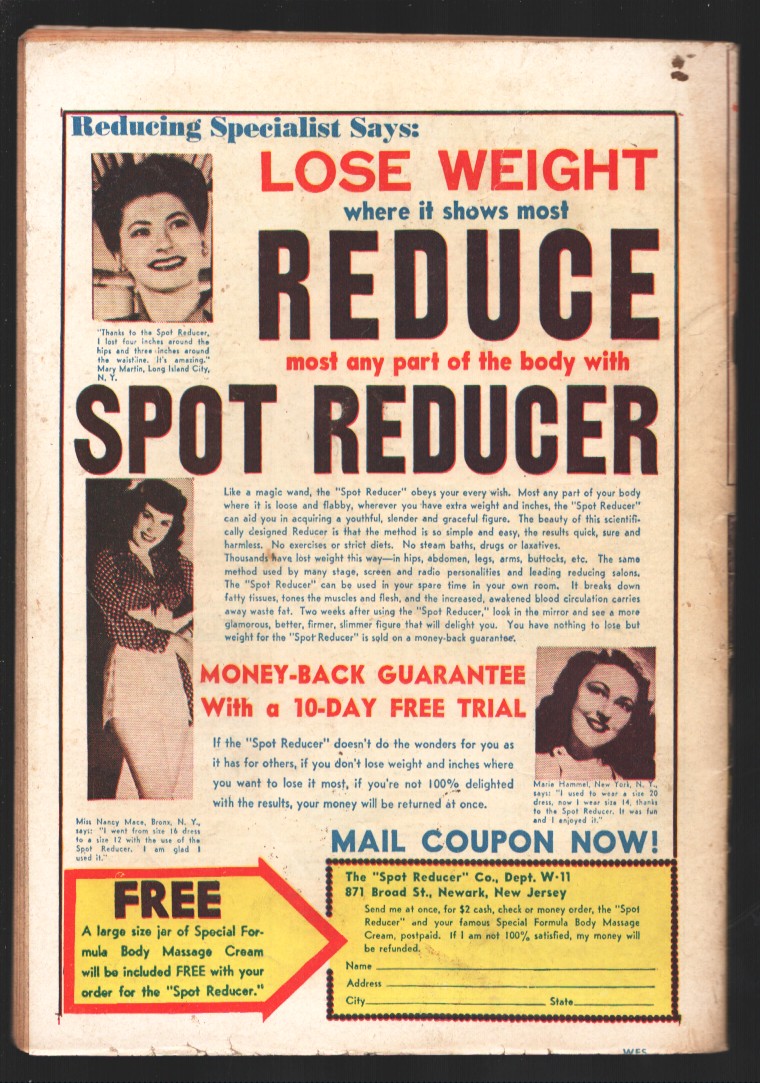 Reducing Specialist Says:
LOSE WEIGHT
where it shows most
REDUCE
most any part of the body with
SPOT REDUCER
"Thanks to the Spot Reducer,
I lost four inches around the
hips and three inches around
the waistline. It's amazing."
Mary Martin, Long Island City,
N. Y.
Like a magic wand, the "Spot Reducer" obeys your every wish. Most any part of your body
where it is loose and flabby, wherever you have extra weight and inches, the "Spot Reducer"
can aid you in acquiring a youthful, slender and graceful figure. The beauty of this scientifi-
cally designed Reducer is that the method is so simple and easy, the results quick, sure and
harmless. No exercises or strict diets. No steam baths, drugs or laxatives.
Thousands have lost weight this way—in hips, abdomen, legs, arms, buttocks, etc. The same
method used by many stage, screen and radio personalities and leading reducing salons.
The "Spot Reducer" can be used in your spare time in your own room. It breaks down
fatty tissues, tones the muscles and flesh, and the increased, awakened blood circulation carries
away waste fat. Two weeks after using the "Spot Reducer," look in the mirror and see a more
glamorous, better, firmer, slimmer figure that will delight you. You have nothing to lose but
weight for the "Spot Reducer" is sold on a money-back guarantee.
MONEY-BACK GUARANTEE
With a 10-DAY FREE TRIAL
If the "Spot Reducer" doesn't do the wonders for you as
it has for others, if you don't lose weight and inches where
you want to lose it most, if you're not 100% delighted
with the results, your money will be returned at once.
Marie Hammel, New York, N. Y.,
says: "I used to wear a size 20
dress, now I wear size 14, thanks
to the Spot Reducer. It was fun
and I enjoyed it."
Miss Nancy Mace, Bronx, N. Y.,
says: "I went from size 16 dress
to a size 12 with the use of the
Spot Reducer. I am glad I
used it."
MAIL COUPON NOW!
FREE
A large size jar of Special For-
mula Body Massage Cream
will be included FREE with your
order for the "Spot Reducer."
The "Spot Reducer" Co., Dept. W-11
871 Broad St., Newark, New Jersey
Send me at once, for $2 cash, check or money order, the "Spot
Reducer" and your famous Special Formula Body Massage
Cream, postpaid. If I am not 100% satisfied, my money will
be refunded.
Name
Address
City State